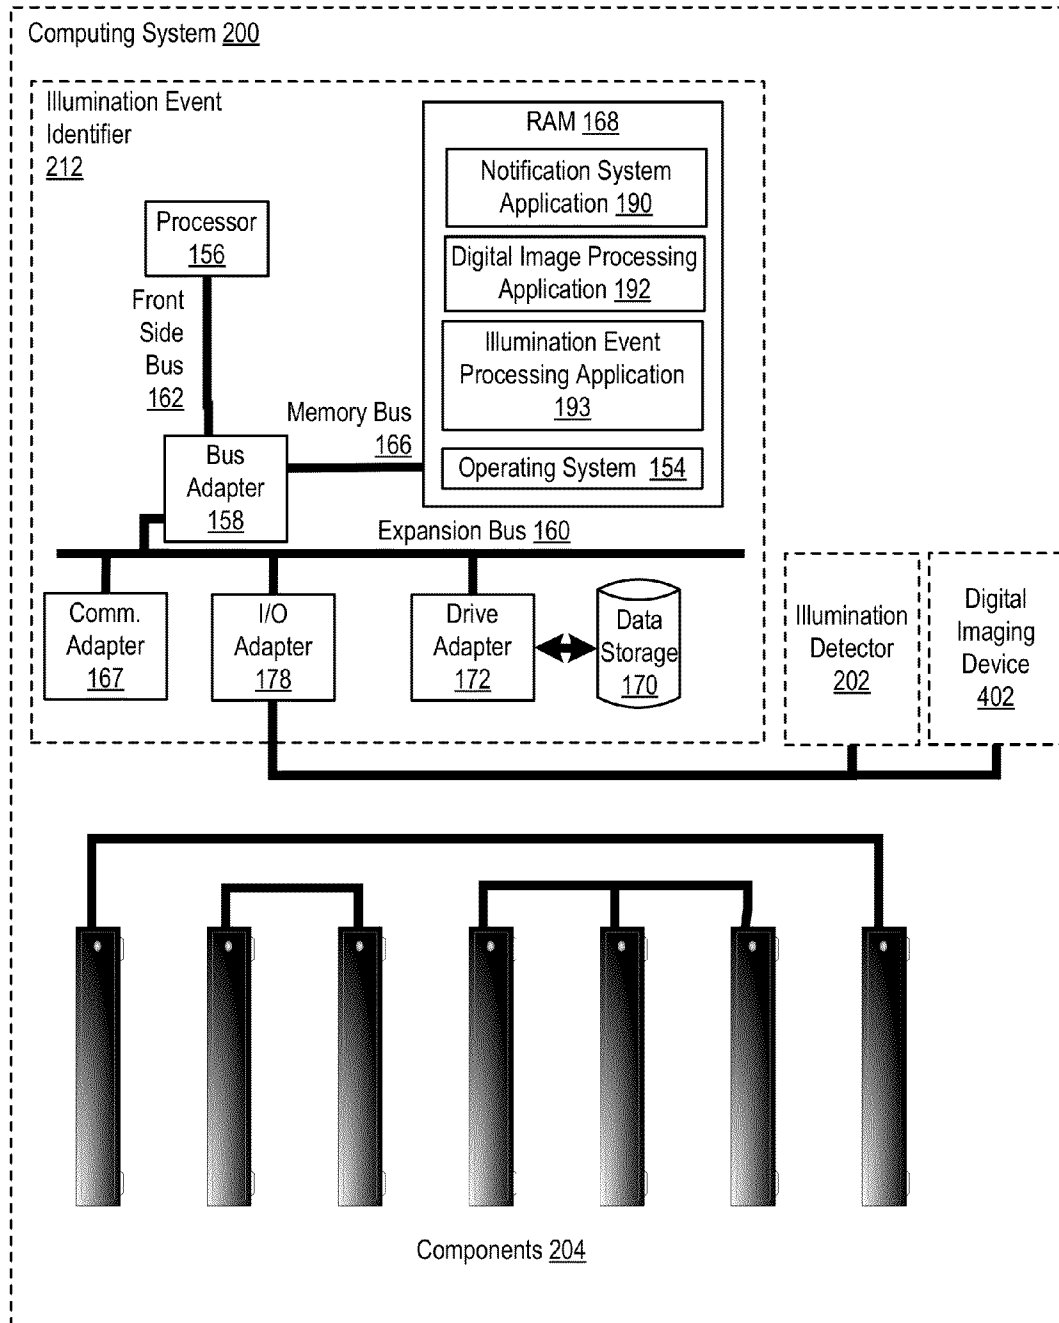 Computing System 200
Illumination Event
Identifier
212
RAM 168
Notification System
Application 190
Digital Image Processing
Application 192
Illumination Event
Processing Application
193
Operating System 154
Processor
156
Front
Side
Bus
162
Memory Bus
166
Bus
Adapter
158
Expansion Bus 160
Comm.
Adapter
167
I/O
Adapter
178
Drive
Adapter
172
Data
Storage
170
Illumination
Detector
202
Digital
Imaging
Device
402
Components 204